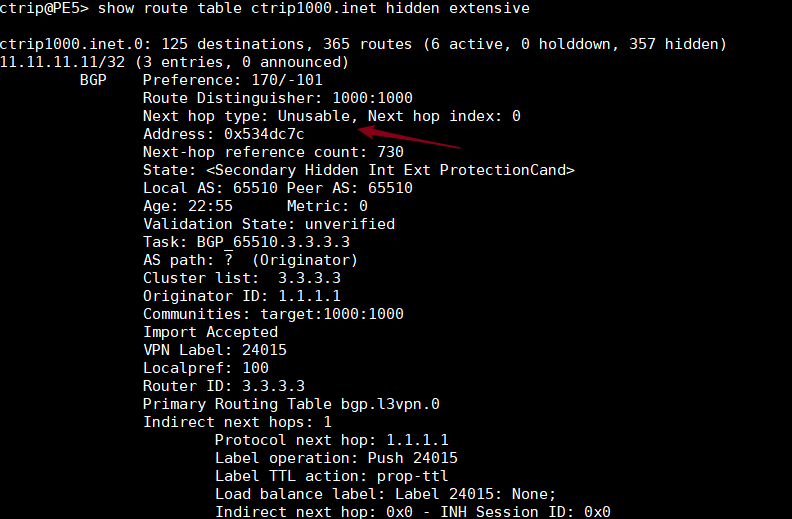 ctrip@PE5> show route table ctrip1000.inet hidden extensive
ctrip1000.inet.0: 125 destinations, 365 routes (6 active, 0 holddown, 357 hidden)
11.11.11.11/32 (3 entries, 0 announced)
BGP    Preference: 170/-101
Route Distinguisher: 1000:1000
Next hop type: Unusable, Next hop index: 0
Address: 0x534dc7c
Next-hop reference count: 730
State: <Secondary Hidden Int Ext ProtectionCand>
Local AS: 65510 Peer AS: 65510
Age: 22:55      Metric: 0
Validation State: unverified
Task: BGP_65510.3.3.3.3
AS path: ?  (Originator)
Cluster list:  3.3.3.3
Originator ID: 1.1.1.1
Communities: target:1000:1000
Import Accepted
VPN Label: 24015
Localpref: 100
Router ID: 3.3.3.3
Primary Routing Table bgp.l3vpn.0
Indirect next hops: 1
Protocol next hop: 1.1.1.1
Label operation: Push 24015
Label TTL action: prop-ttl
Load balance label: Label 24015: None;
Indirect next hop: 0x0 - INH Session ID: 0x0